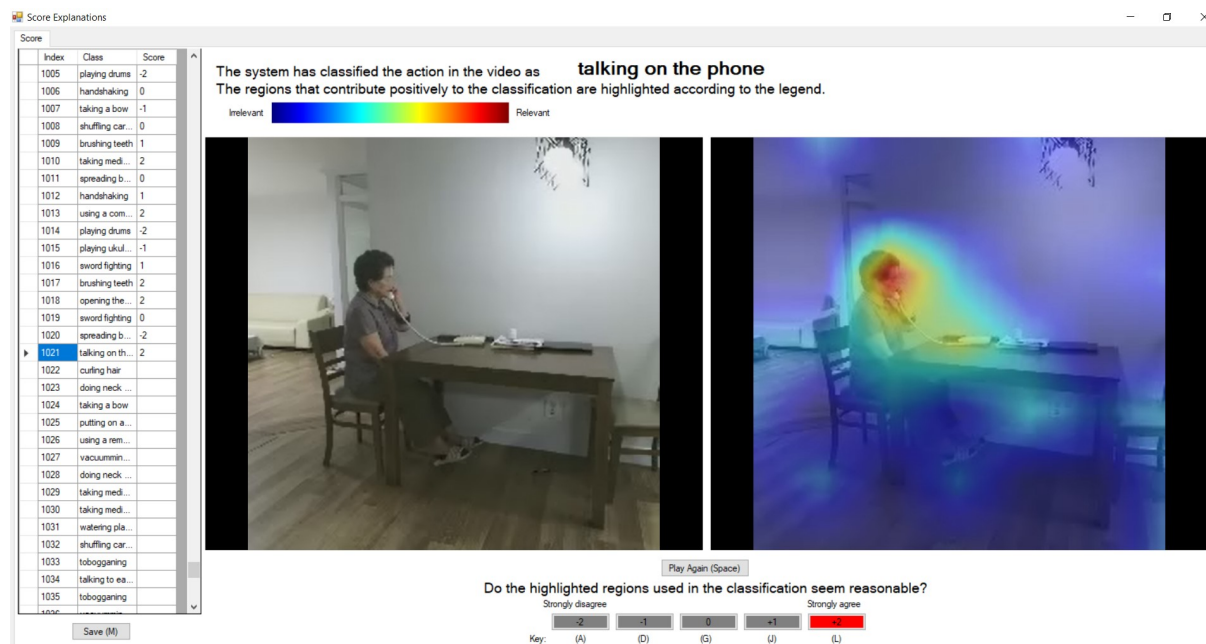 Score Explanations
Score
Index Class Score
1005 playing drums -2
1006 handshaking 0
1007 taking a bow -1
1008 shuffling car... 0
1009 brushing teeth 1
1010 taking medi... 2
1011 spreading b... 0
1012 handshaking 1
1013 using a com... 2
1014 playing drums -2
1015 playing ukul... -1
1016 sword fighting 1
1017 brushing teeth 2
1018 opening the... 2
1019 sword fighting 0
1020 spreading b... -2
1021 talking on th... 2
1022 curling hair
1023 doing neck ...
1024 taking a bow
1025 putting on a...
1026 using a rem...
1027 vacuummin...
1028 doing neck ...
1029 taking medi...
1030 taking medi...
1031 watering pla...
1032 shuffling car...
1033 tobogganing
1034 talking to ea...
1035 tobogganing
Save (M)
The system has classified the action in the video as talking on the phone
The regions that contribute positively to the classification are highlighted according to the legend.
Irrelevant Relevant
Play Again (Space)
Do the highlighted regions used in the classification seem reasonable?
Strongly disagree Strongly agree
-2 -1 0 +1 +2
Key: (A) (D) (G) (J) (L)